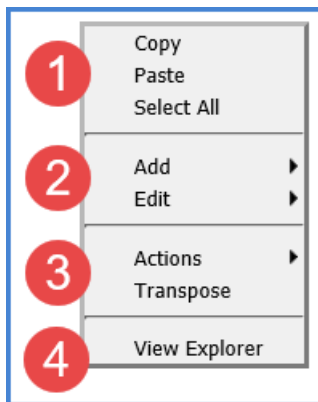 1
Copy
Paste
Select All
2
Add
Edit
3
Actions
Transpose
4
View Explorer